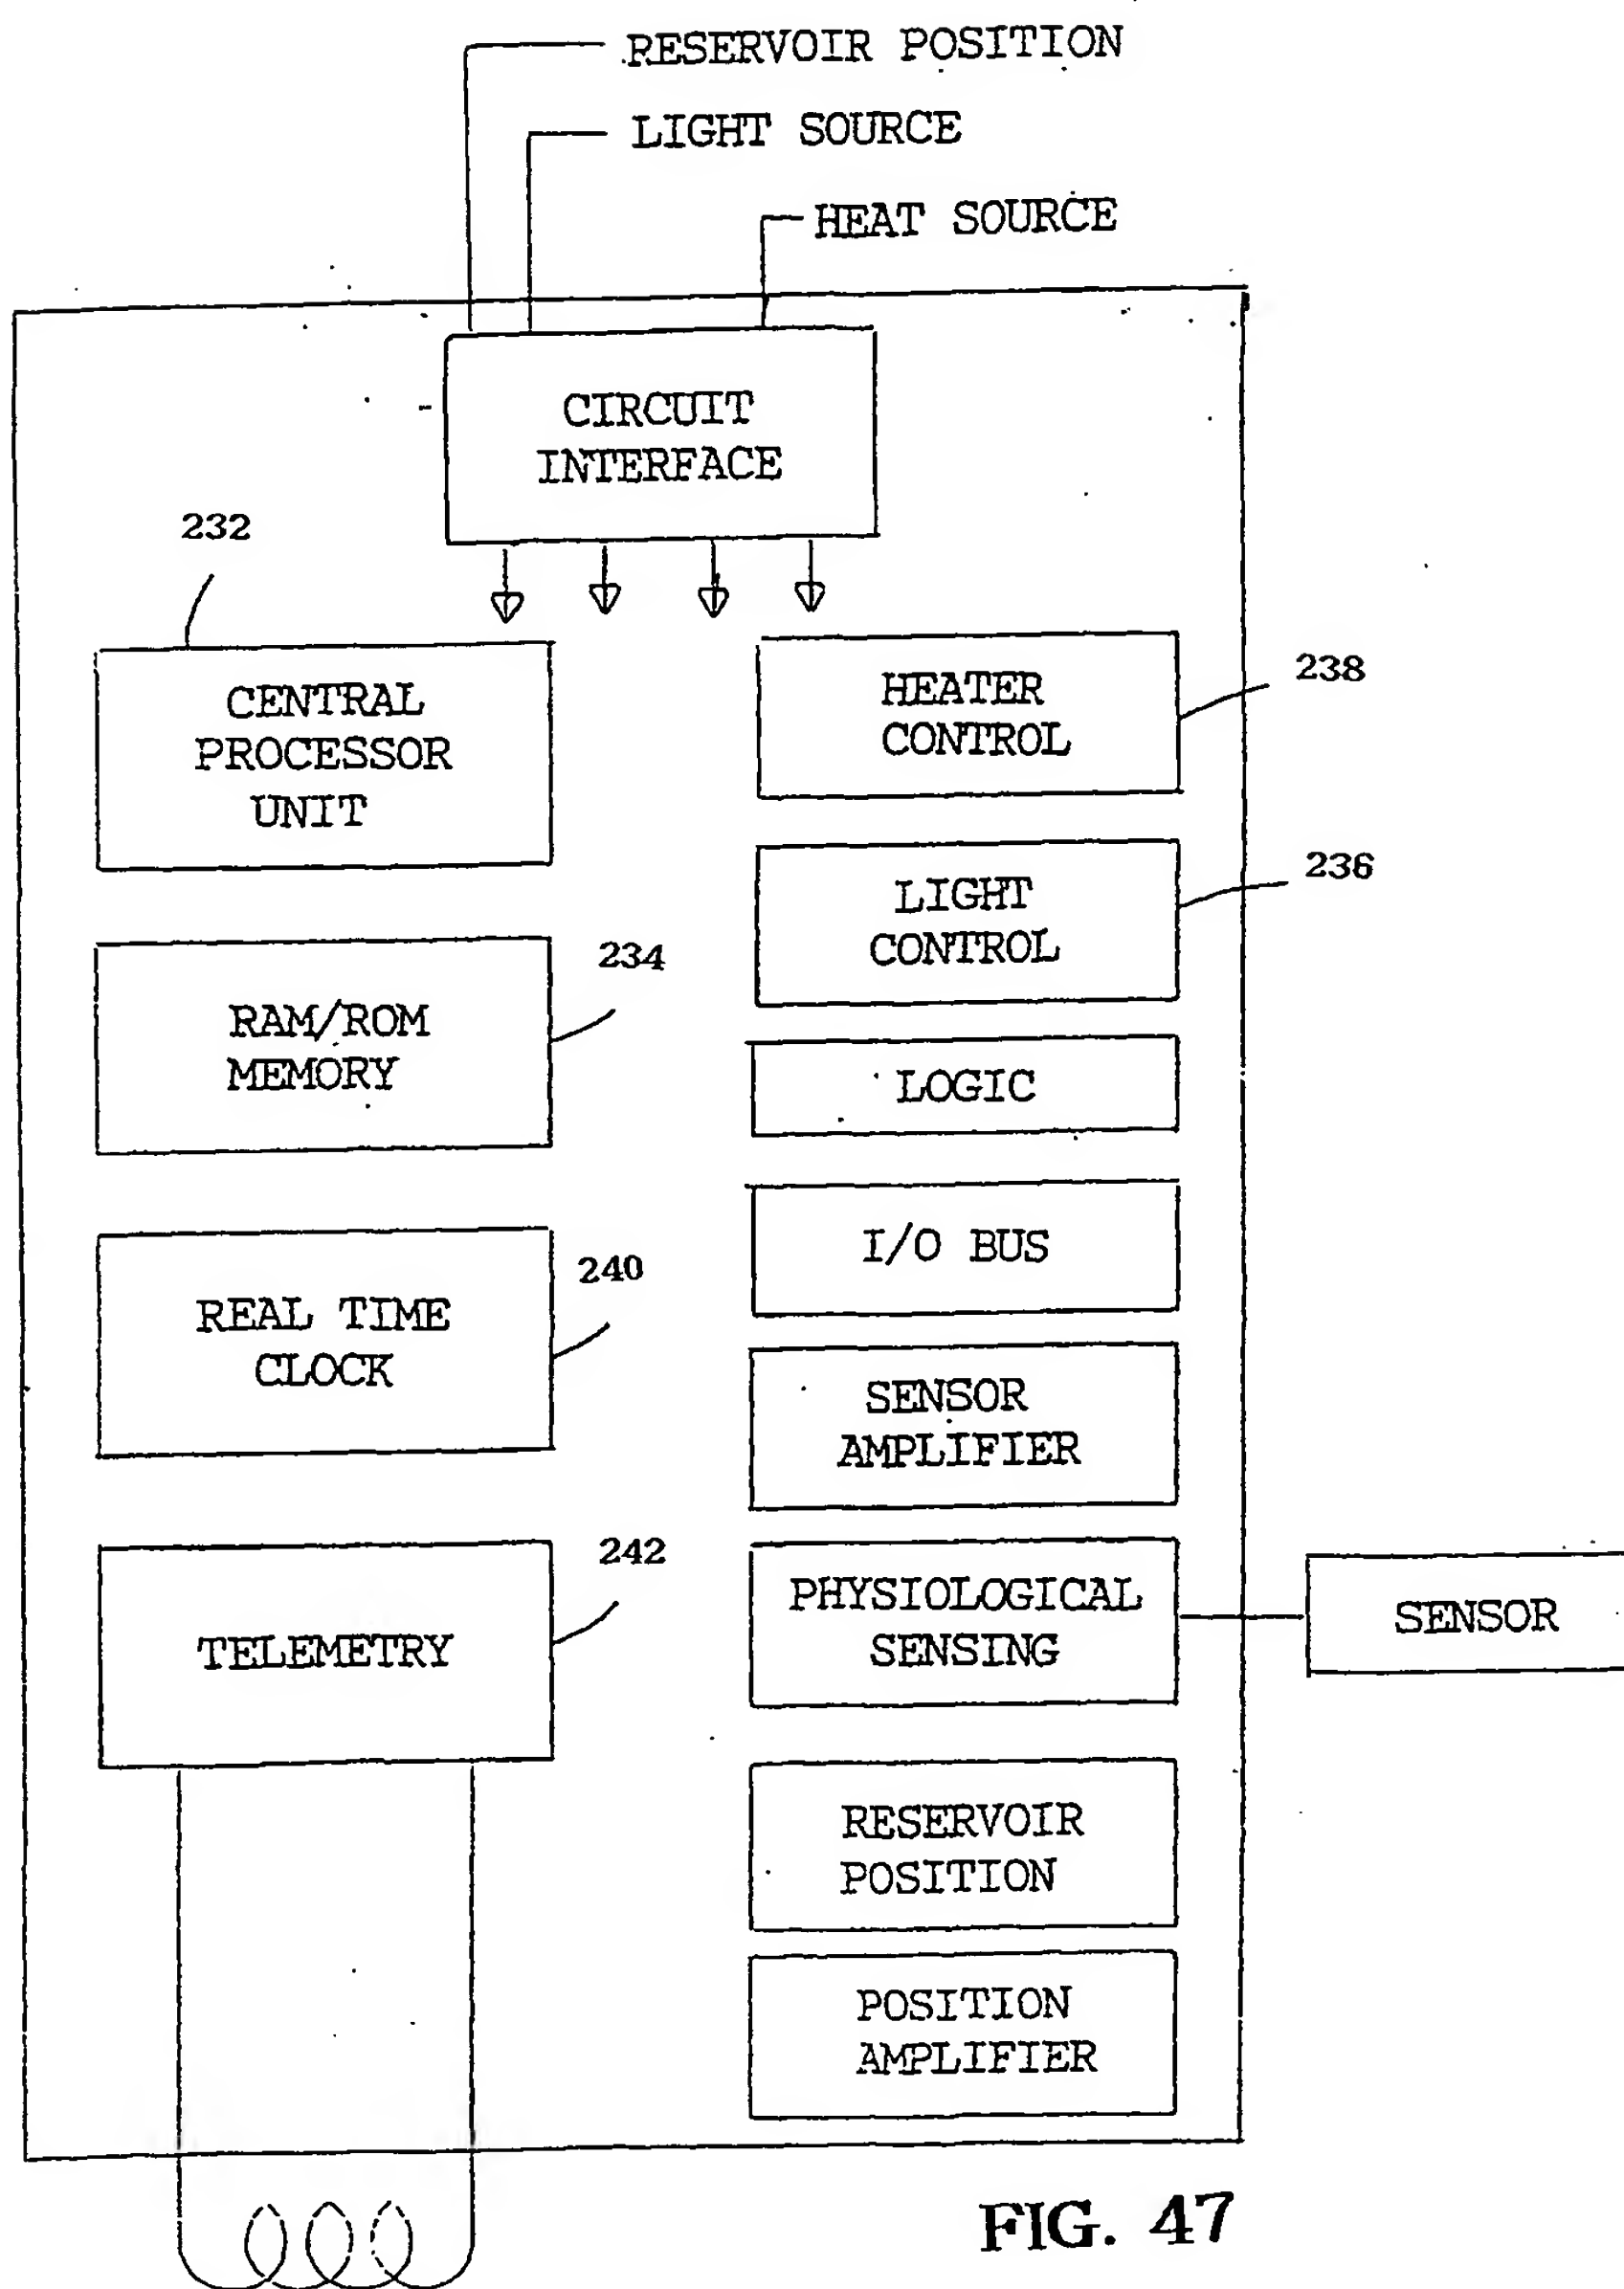 RESERVOIR POSITION
LIGHT SOURCE
HEAT SOURCE
CIRCUIT
INTERFACE
232
CENTRAL
PROCESSOR
UNIT
HEATER
CONTROL
238
LIGHT
CONTROL
236
RAM/ROM
MEMORY
234
LOGIC
I/O BUS
REAL TIME
CLOCK
240
SENSOR
AMPLIFIER
TELEMETRY
242
PHYSIOLOGICAL
SENSING
SENSOR
RESERVOIR
POSITION
POSITION
AMPLIFIER
FIG. 47